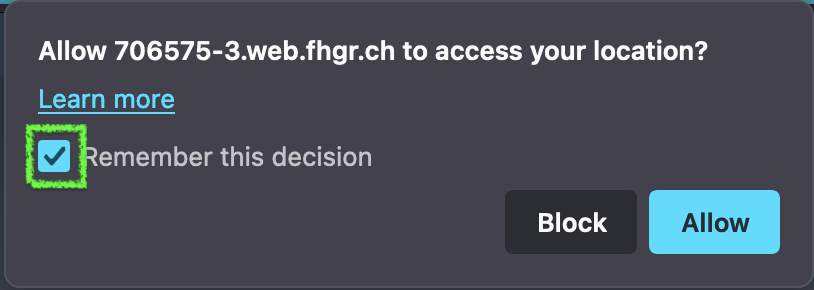 Allow 706575-3.web.fhgr.ch to access your location?
Learn more
Remember this decision
Block
Allow